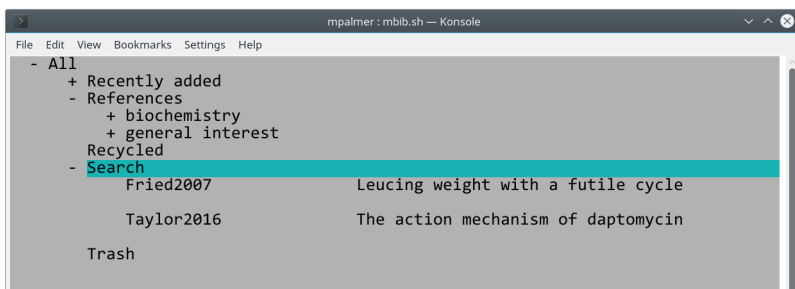 mpalmer : mbib.sh — Konsole
File Edit View Bookmarks Settings Help
- All
+ Recently added
- References
+ biochemistry
+ general interest
Recycled
- Search
Fried2007 Leucing weight with a futile cycle
Taylor2016 The action mechanism of daptomycin
Trash